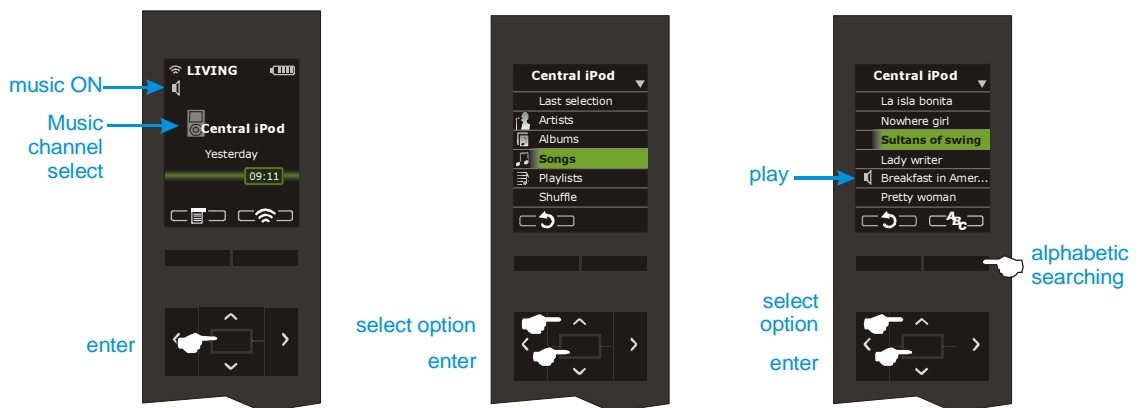 music ON
Music
channel
select
enter
LIVING
Central iPod
Yesterday
09:11
select option
enter
Central iPod
Last selection
Artists
Albums
Songs
Playlists
Shuffle
play
select
option
enter
Central iPod
La isla bonita
Nowhere girl
Sultans of swing
Lady writer
Breakfast in Amer...
Pretty woman
ABC
alphabetic
searching